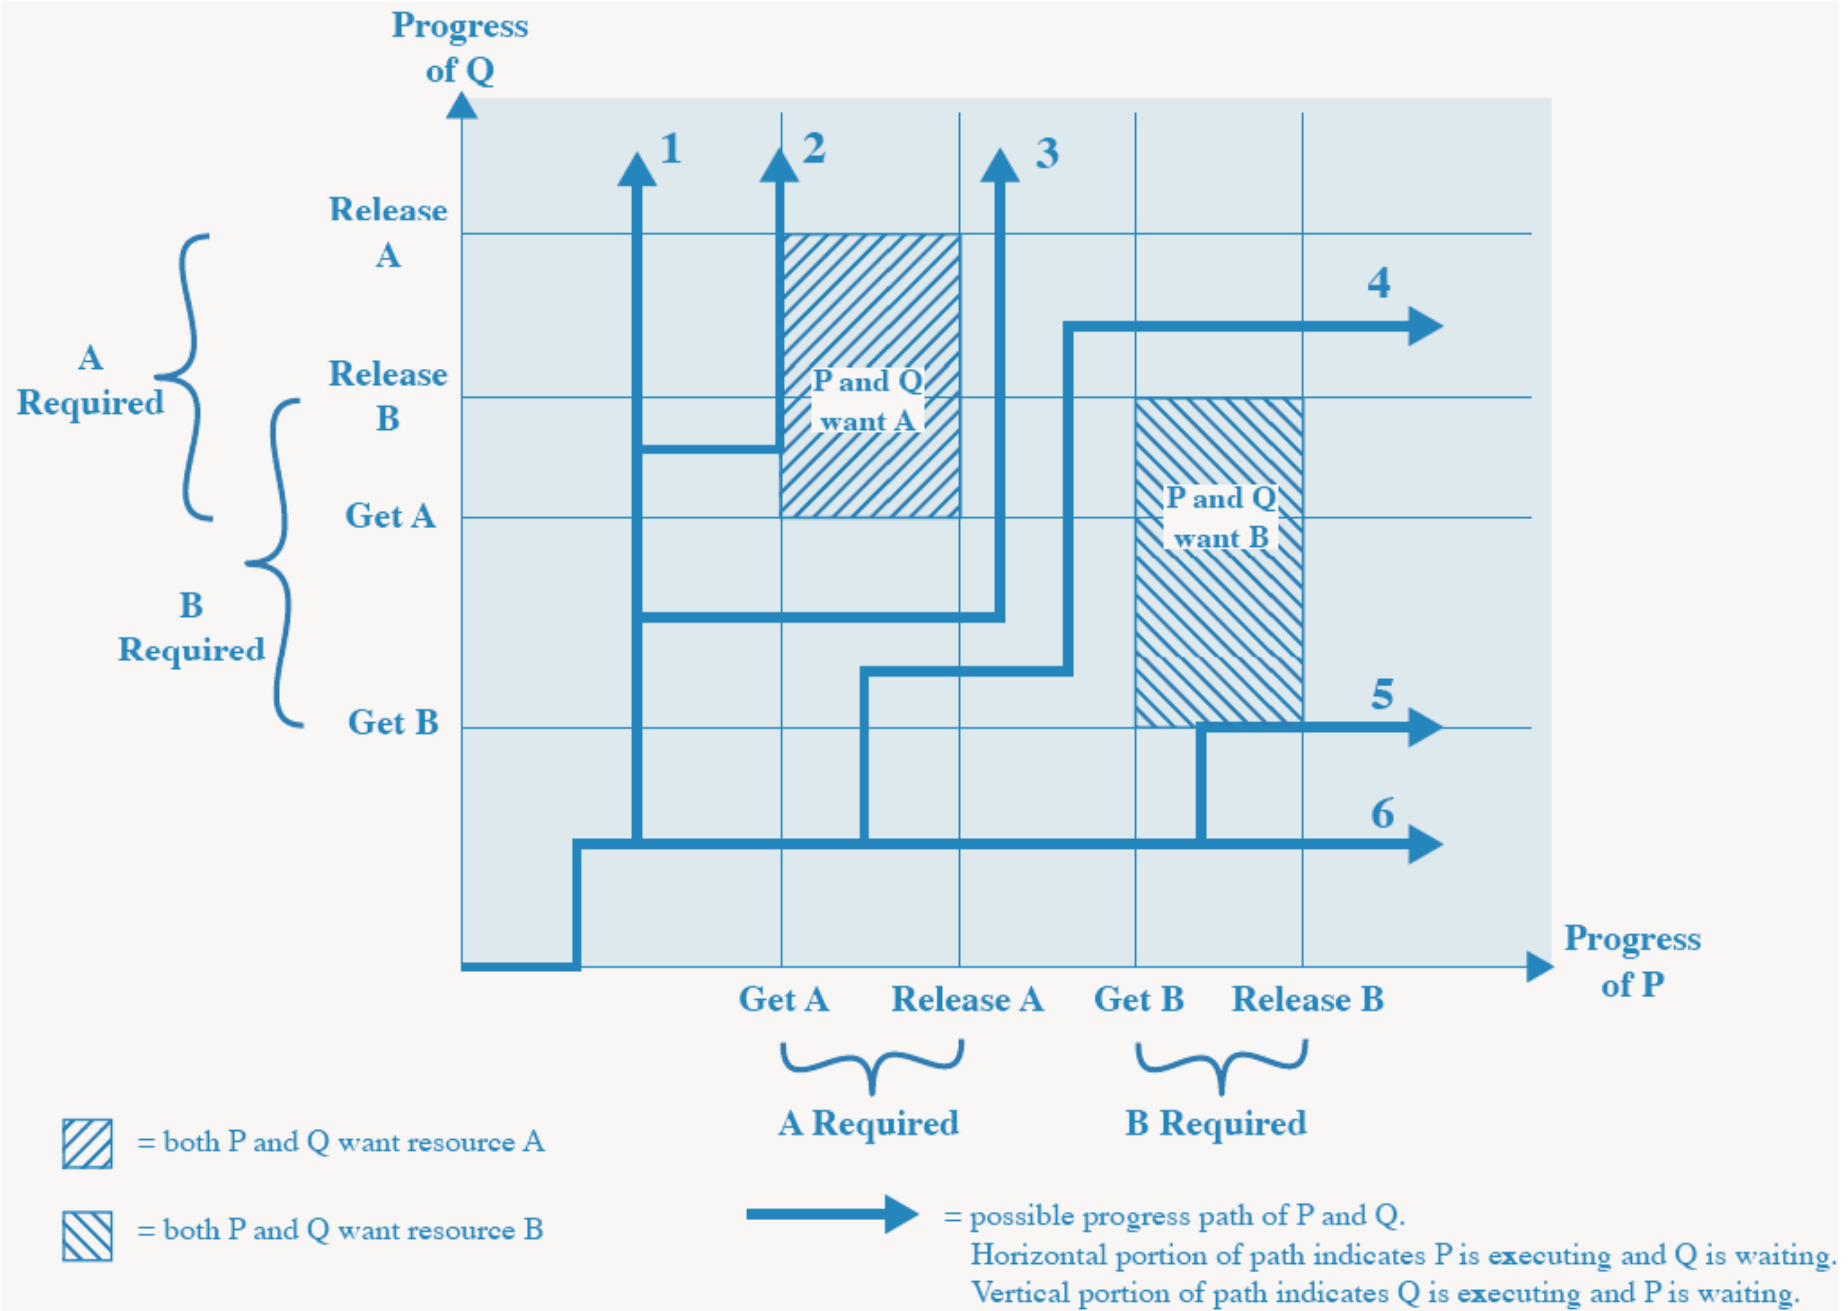 Progress
of Q
1
2
3
Release
A
4
A
Required
Release
B
P and Q
want A
Get A
P and Q
want B
B
Required
Get B
5
6
Progress
of P
Get A
Release A
Get B
Release B
A Required
B Required
= both P and Q want resource A
= both P and Q want resource B
= possible progress path of P and Q.
Horizontal portion of path indicates P is executing and Q is waiting.
Vertical portion of path indicates Q is executing and P is waiting.